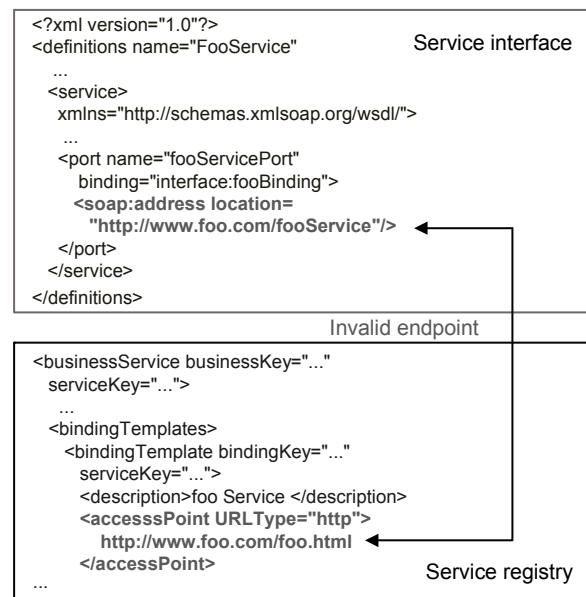 <?xml version="1.0"?>
<definitions name="FooService"
Service interface
...
<service>
xmlns="http://schemas.xmlsoap.org/wsdl/">
...
<port name="fooServicePort"
binding="interface:fooBinding">
<soap:address location=
"http://www.foo.com/fooService"/>
</port>
</service>
</definitions>
Invalid endpoint
<businessService businessKey="..."
serviceKey="...">
...
<bindingTemplates>
<bindingTemplate bindingKey="..."
serviceKey="...">
<description>foo Service </description>
<accesssPoint URLType="http">
http://www.foo.com/foo.html
</accessPoint>
Service registry
...